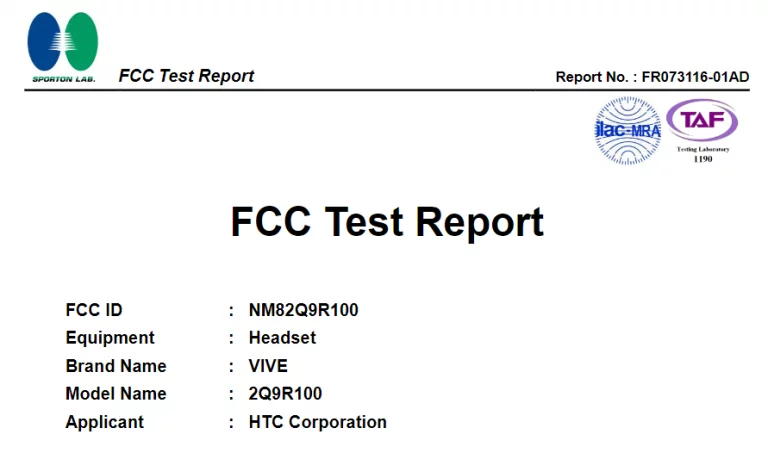 SPORTON LAB.
FCC Test Report
Report No. : FR073116-01AD
ilac-MRA
TAF
Testing Laboratory
1190
FCC Test Report
FCC ID : NM82Q9R100
Equipment : Headset
Brand Name : VIVE
Model Name : 2Q9R100
Applicant : HTC Corporation